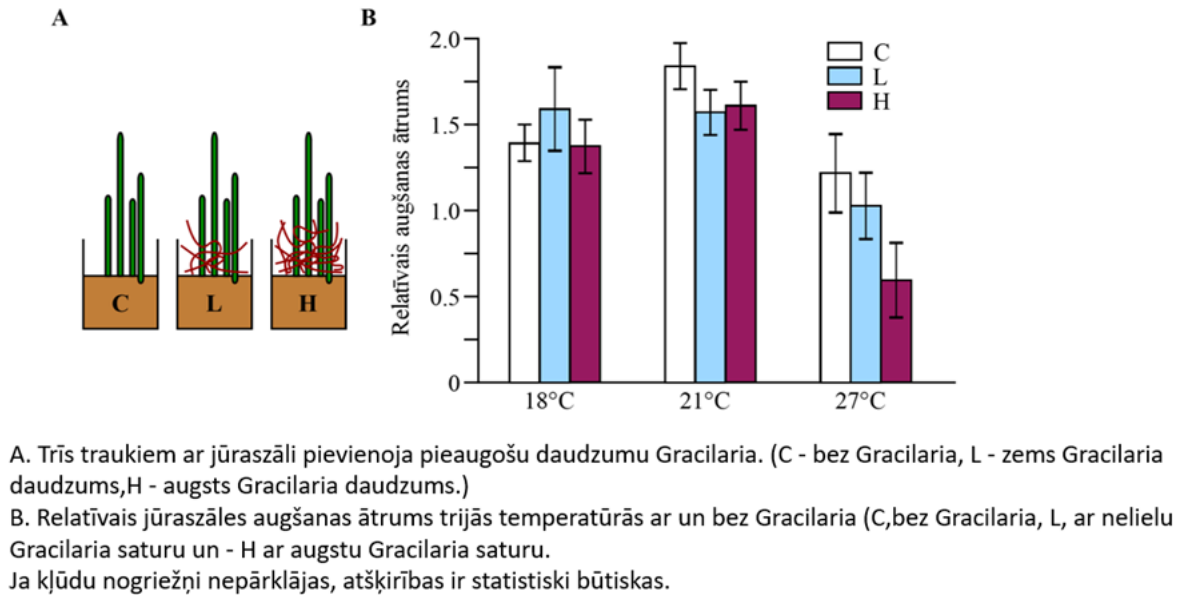 A
B
2.0
1.5
1.0
0.5
0
Relatīvais augšanas ātrums
C
L
H
C
L
H
18°C
21°C
27°C
A. Trīs traukiem ar jūraszāli pievienoja pieaugošu daudzumu Gracilaria. (C - bez Gracilaria, L - zems Gracilaria
daudzums,H - augsts Gracilaria daudzums.)
B. Relatīvais jūraszāles augšanas ātrums trijās temperatūrās ar un bez Gracilaria (C,bez Gracilaria, L, ar nelielu
Gracilaria saturu un - H ar augstu Gracilaria saturu.
Ja kļūdu nogriežņi nepārklājas, atšķirības ir statistiski būtiskas.